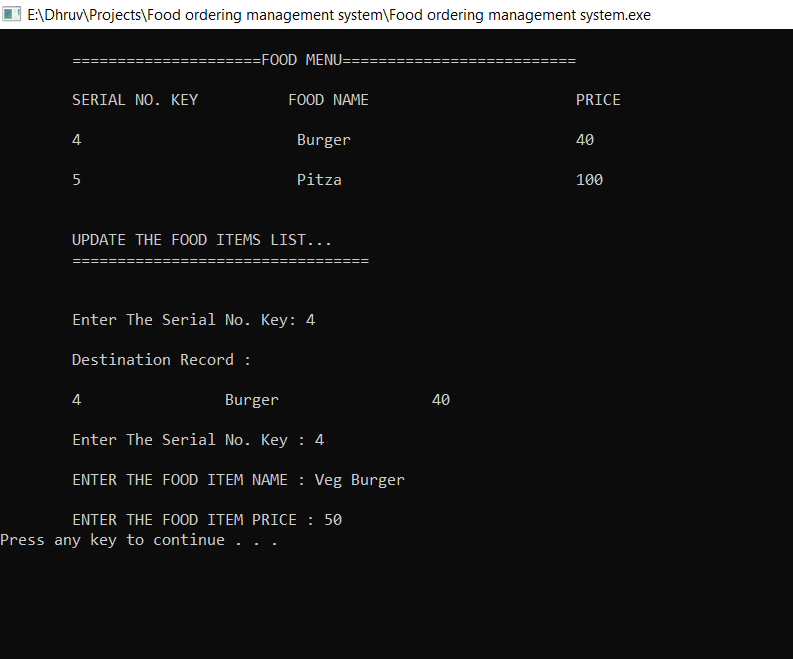 E:\Dhruv\Projects\Food ordering management system\Food ordering management system.exe
=====================FOOD MENU==========================
SERIAL NO. KEY FOOD NAME PRICE
4 Burger 40
5 Pitza 100
UPDATE THE FOOD ITEMS LIST...
=================================
Enter The Serial No. Key: 4
Destination Record :
4 Burger 40
Enter The Serial No. Key : 4
ENTER THE FOOD ITEM NAME : Veg Burger
ENTER THE FOOD ITEM PRICE : 50
Press any key to continue . . .